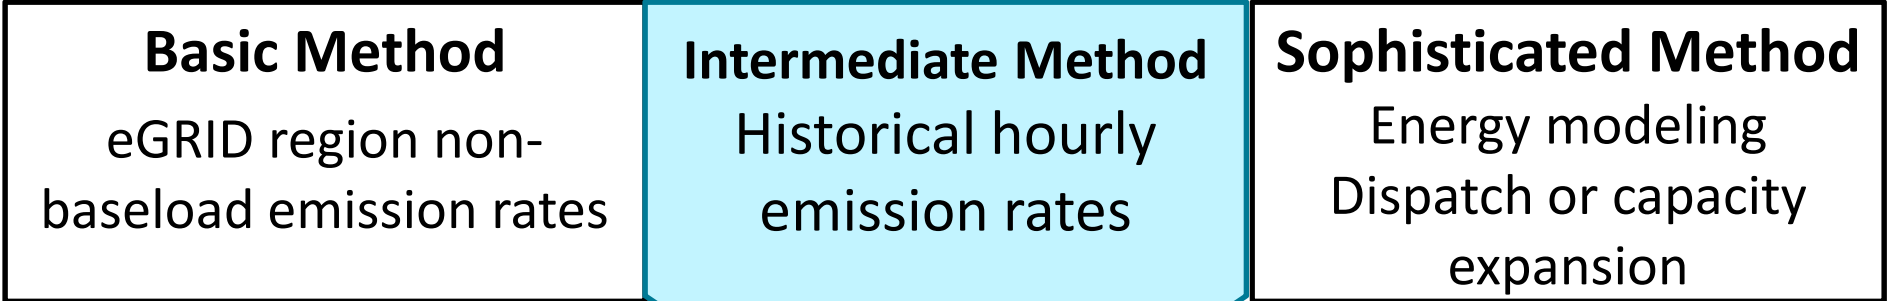 Basic Method
eGRID region non-
baseload emission rates
Intermediate Method
Historical hourly
emission rates
Sophisticated Method
Energy modeling
Dispatch or capacity
expansion